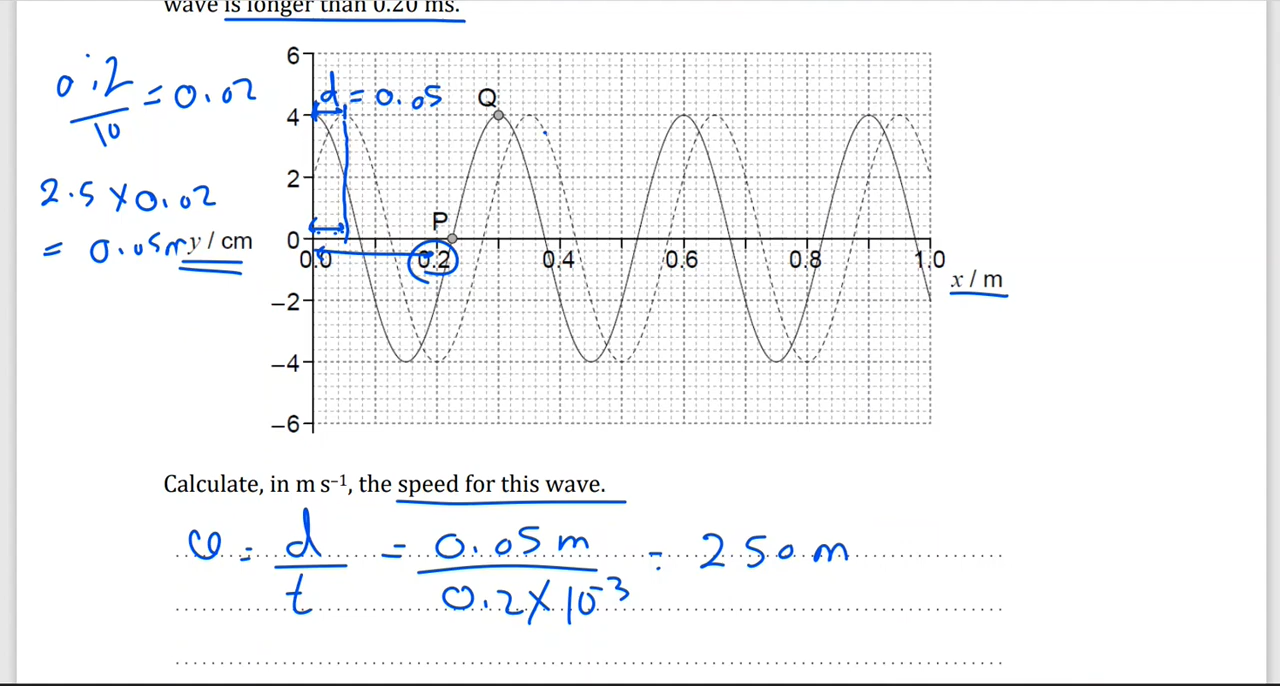 wave is longer than 0.20 ms.
0.2/10 = 0.02
2.5 × 0.02
= 0.05m
d = 0.05
Q
P
6
4
2
0
−2
−4
−6
y / cm
0.0 0.2 0.4 0.6 0.8 1.0
x / m
Calculate, in m s⁻¹, the speed for this wave.
v = d/t = 0.05 m / 0.2 × 10⁻³ = 250 m